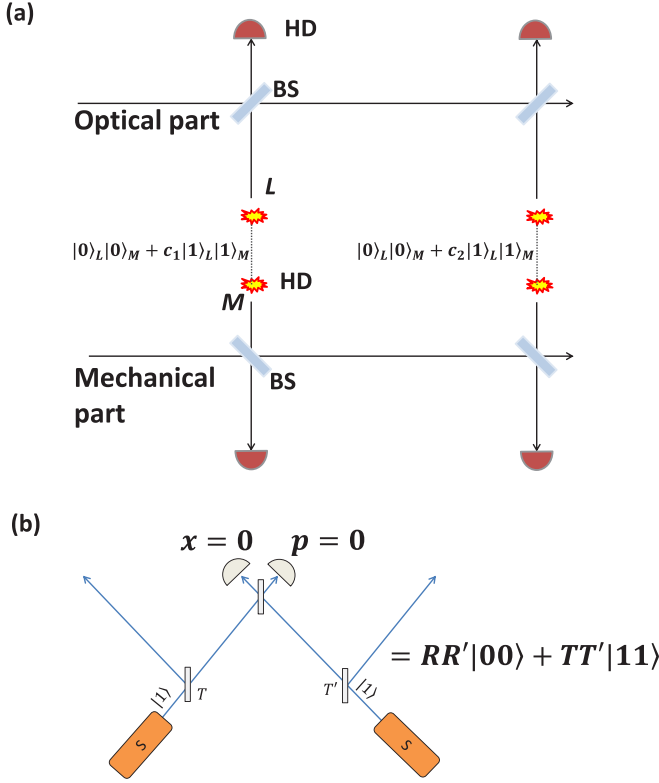 (a)
HD
BS
Optical part
L
|0⟩_L|0⟩_M + c_1|1⟩_L|1⟩_M
|0⟩_L|0⟩_M + c_2|1⟩_L|1⟩_M
HD
M
BS
Mechanical
part
(b)
x = 0
p = 0
= RR′|00⟩ + TT′|11⟩
|1⟩
T
T′
|1⟩
S
S